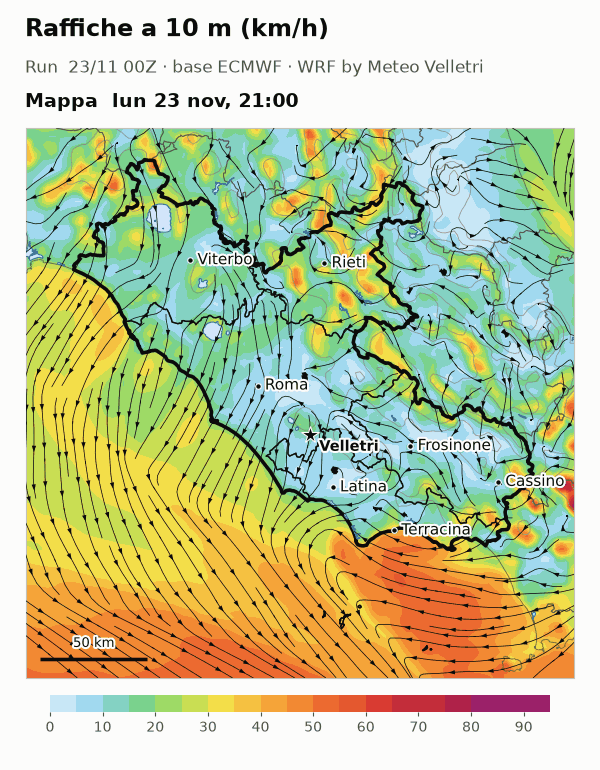 Raffiche a 10 m (km/h)
Run  23/11 00Z · base ECMWF · WRF by Meteo Velletri
Mappa  lun 23 nov, 21:00
Viterbo
Rieti
Roma
Velletri
Frosinone
Cassino
Latina
Terracina
50 km
0 10 20 30 40 50 60 70 80 90